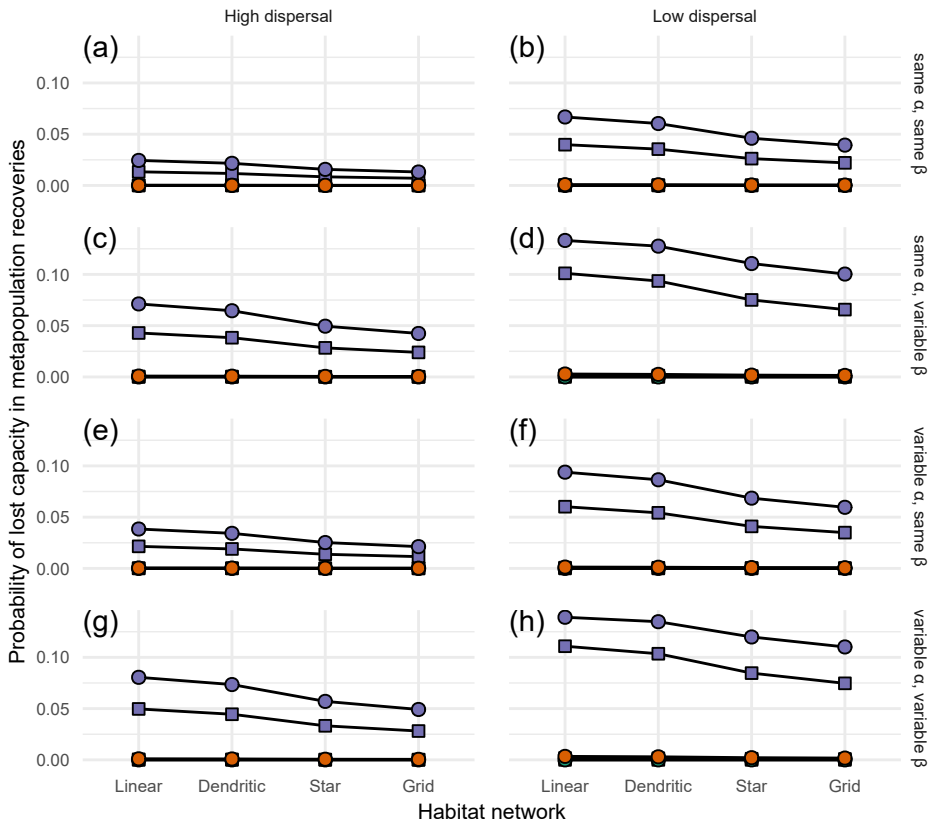 High dispersal
Low dispersal
Probability of lost capacity in metapopulation recoveries
(a)
(b)
0.10
0.05
0.00
same α, same β
(c)
(d)
0.10
0.05
0.00
same α, variable β
(e)
(f)
0.10
0.05
0.00
variable α, same β
(g)
(h)
0.10
0.05
0.00
variable α, variable β
Linear Dendritic Star Grid
Linear Dendritic Star Grid
Habitat network